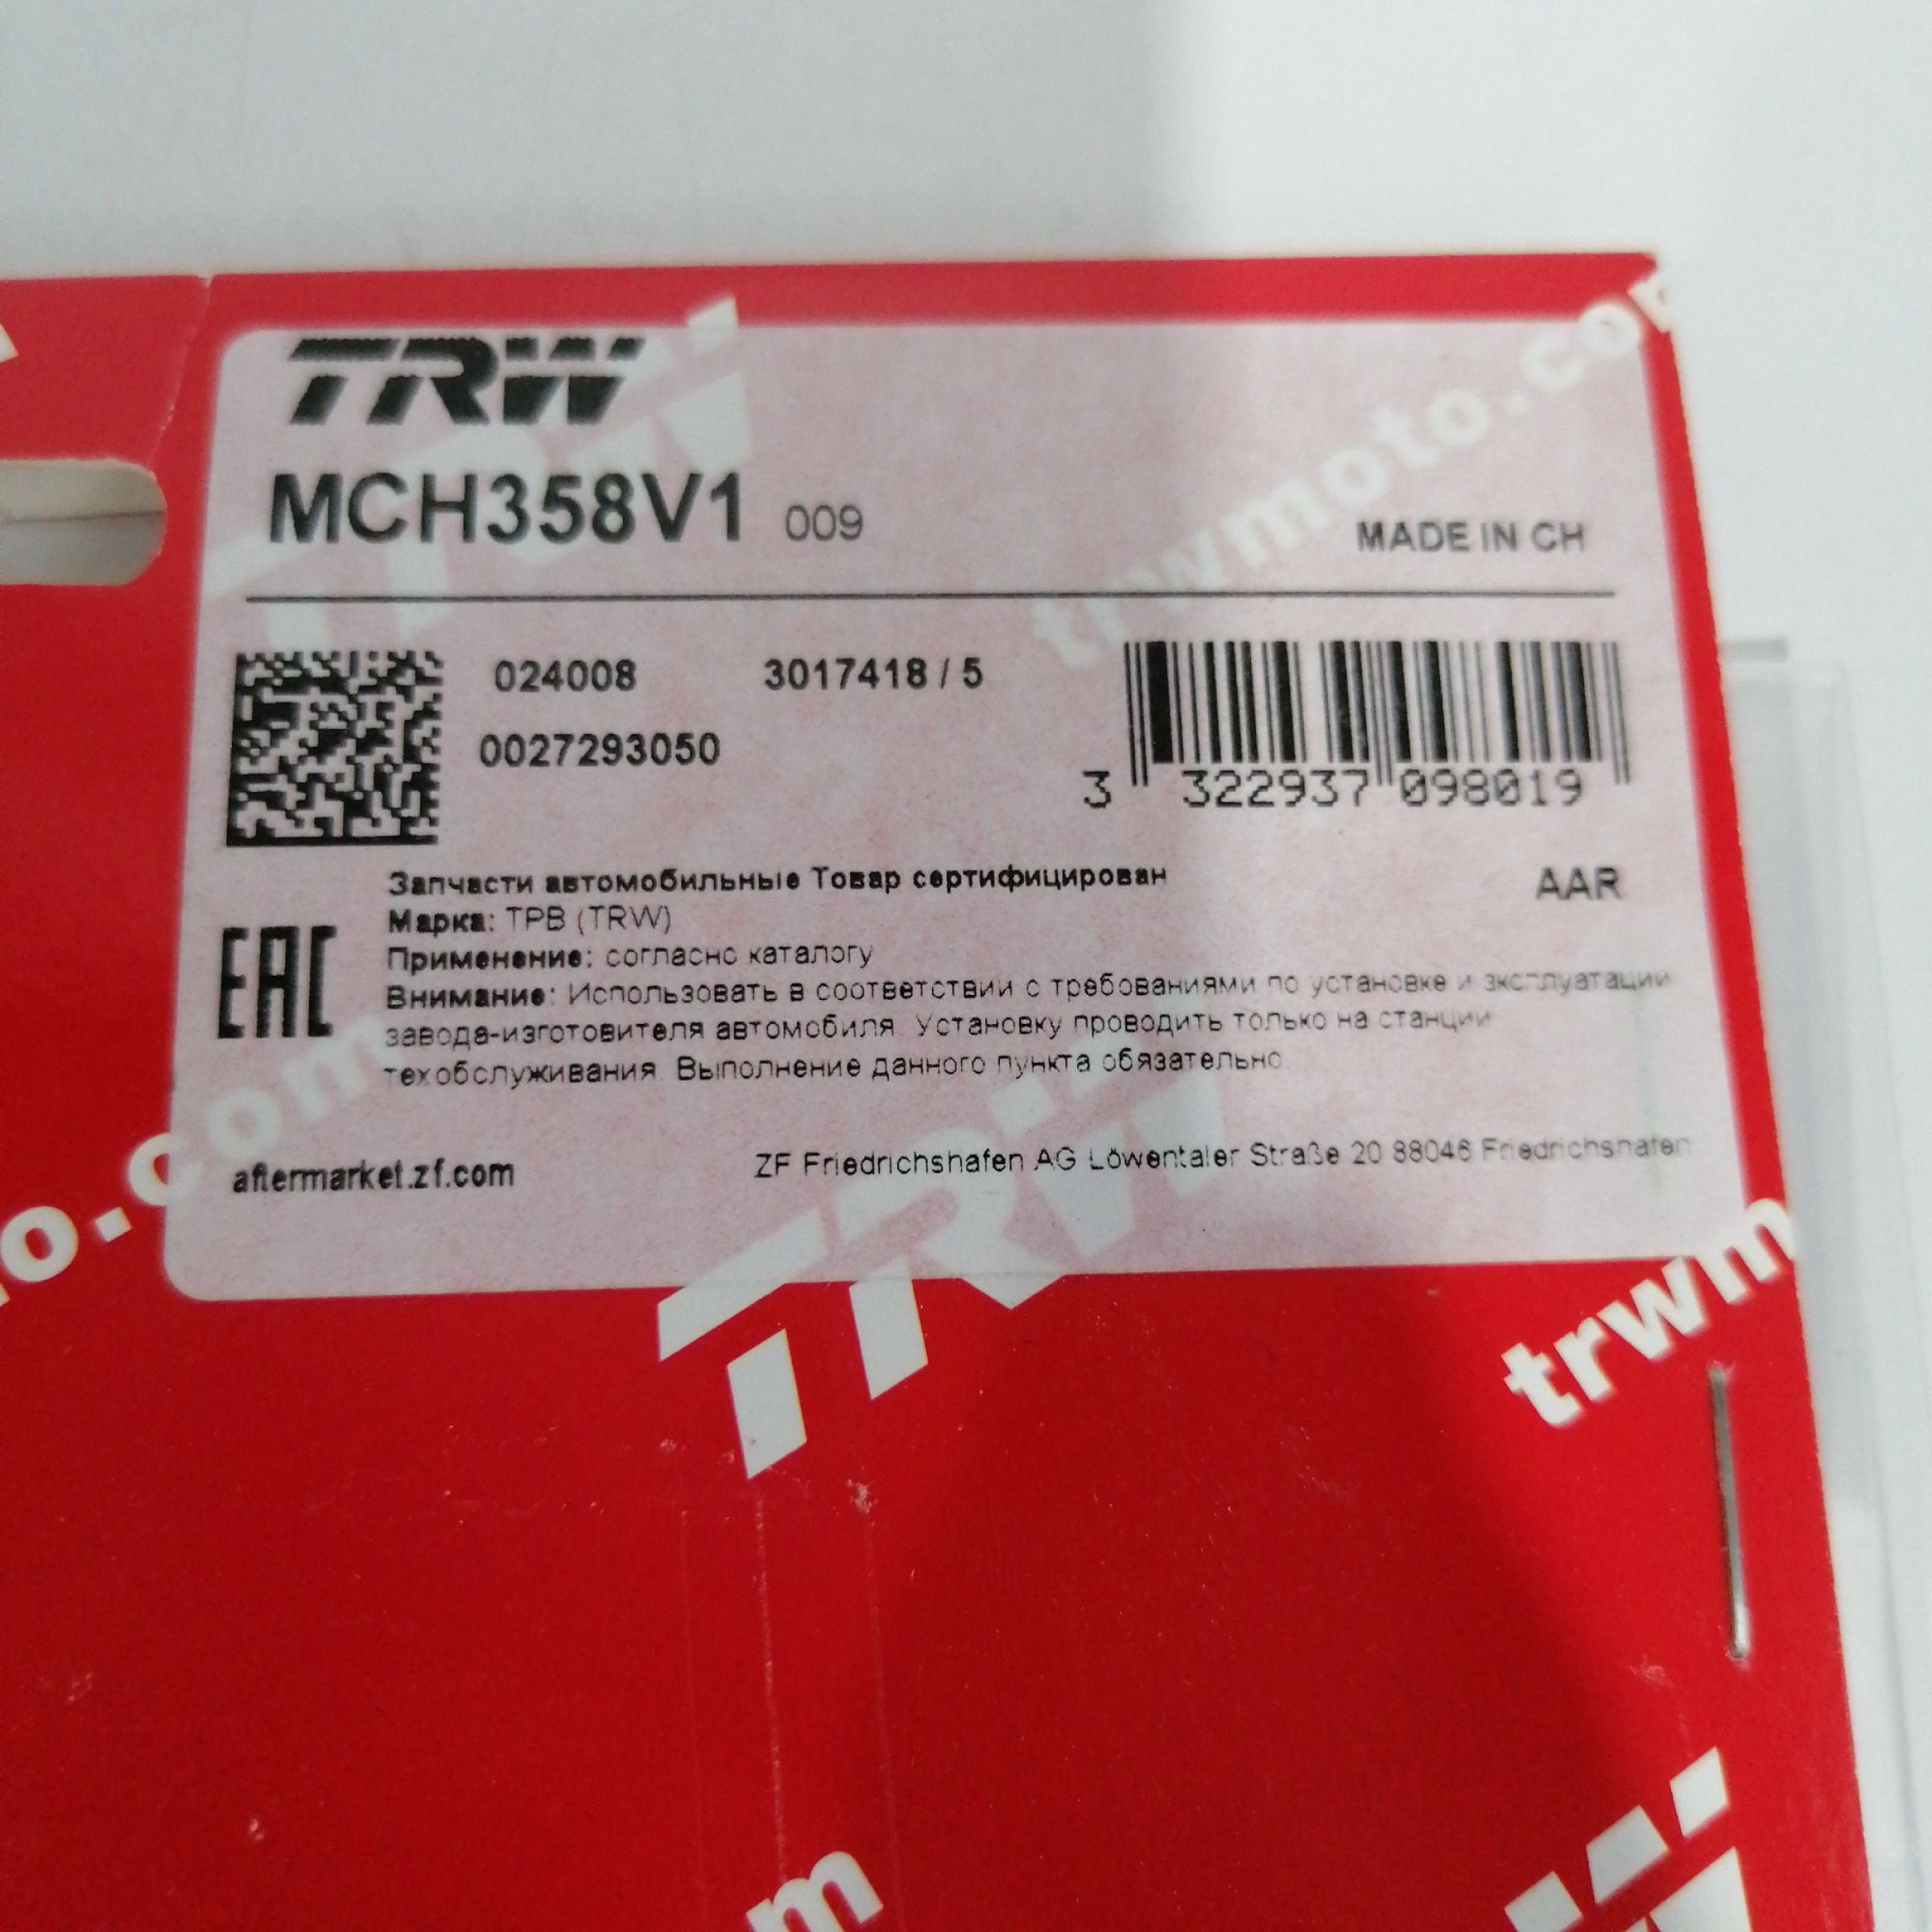 TRW
MCH358V1 009
MADE IN CH
trwmoto.com
024008 3017418 / 5
0027293050
3 322937 098019
Запчасти автомобильные Товар сертифицирован
AAR
Марка: ТРВ (TRW)
EAC
Применение: согласно каталогу
Внимание: Использовать в соответствии с требованиями по установке и эксплуатации
завода-изготовителя автомобиля. Установку проводить только на станции
техобслуживания. Выполнение данного пункта обязательно.
aftermarket.zf.com
ZF Friedrichshafen AG Löwentaler Straße 20 88046 Friedrichshafen
o.com
TRW
trwm
m